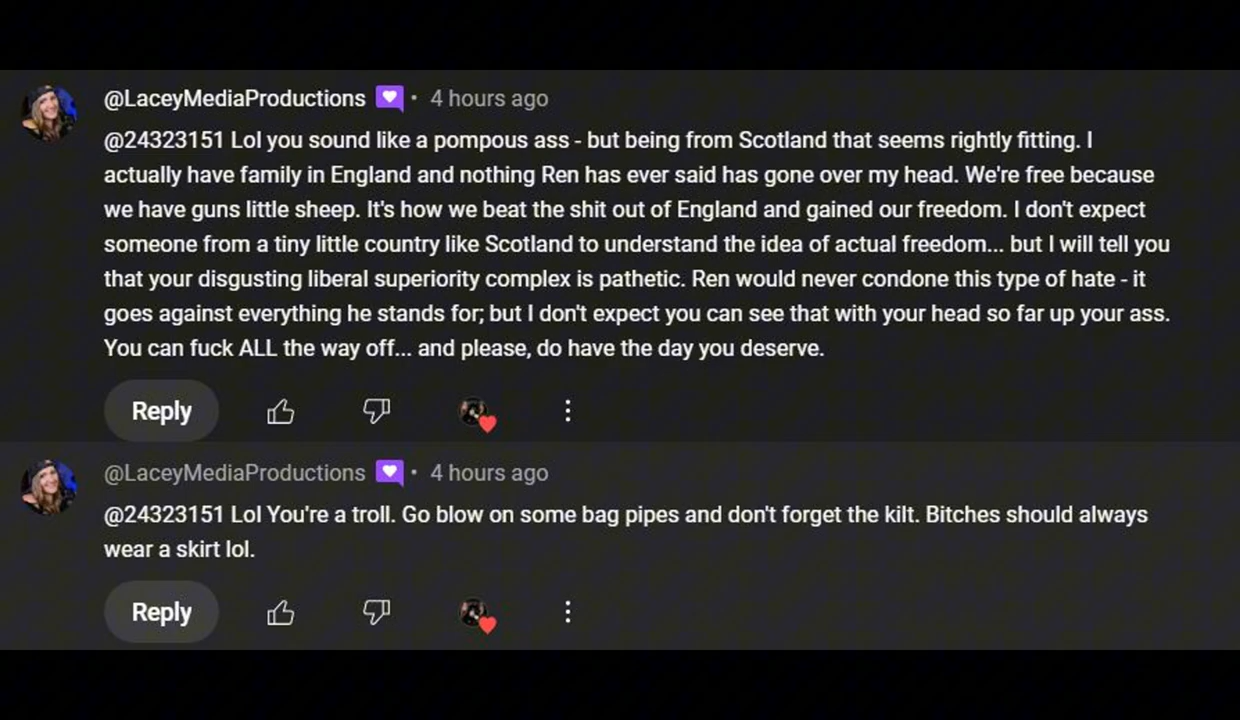 @LaceyMediaProductions • 4 hours ago
@24323151 Lol you sound like a pompous ass - but being from Scotland that seems rightly fitting. I
actually have family in England and nothing Ren has ever said has gone over my head. We're free because
we have guns little sheep. It's how we beat the shit out of England and gained our freedom. I don't expect
someone from a tiny little country like Scotland to understand the idea of actual freedom... but I will tell you
that your disgusting liberal superiority complex is pathetic. Ren would never condone this type of hate - it
goes against everything he stands for; but I don't expect you can see that with your head so far up your ass.
You can fuck ALL the way off... and please, do have the day you deserve.
Reply
@LaceyMediaProductions • 4 hours ago
@24323151 Lol You're a troll. Go blow on some bag pipes and don't forget the kilt. Bitches should always
wear a skirt lol.
Reply